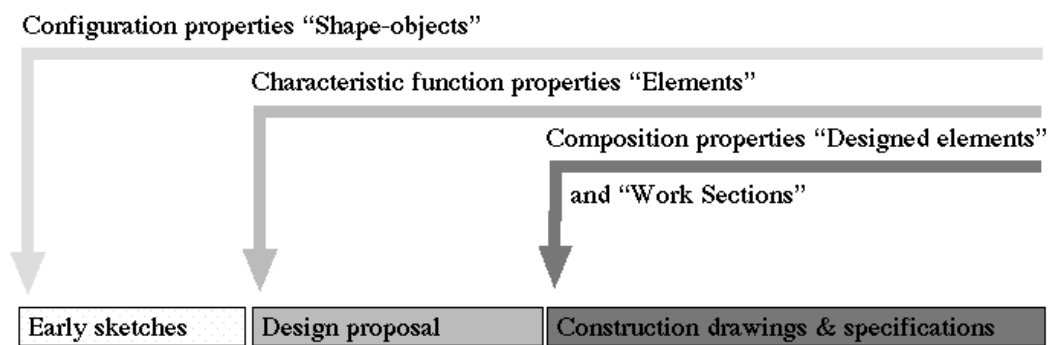 Configuration properties “Shape-objects”
Characteristic function properties “Elements”
Composition properties “Designed elements”
and “Work Sections”
Early sketches
Design proposal
Construction drawings & specifications